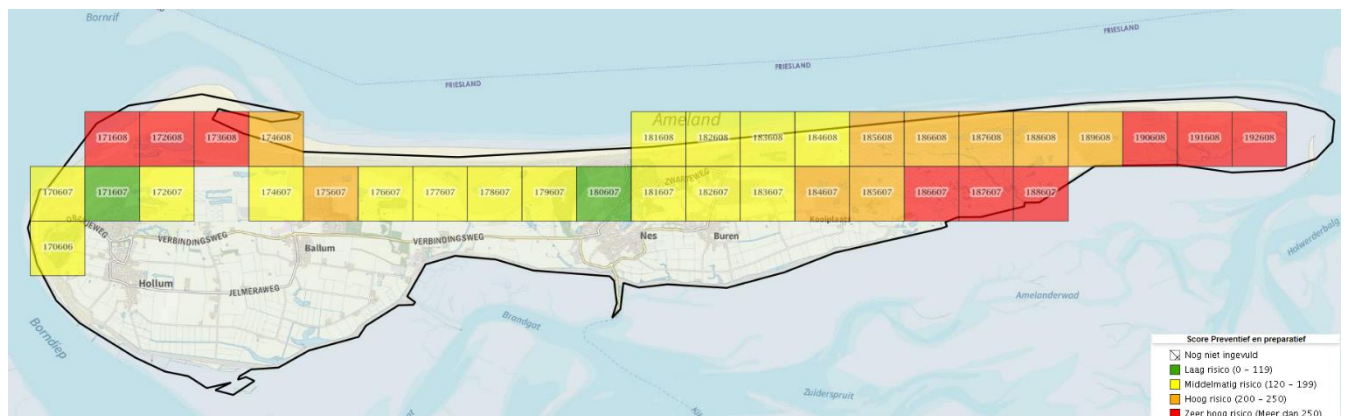 Bornrif
FRIESLAND
FRIESLAND
FRIESLAND
Ameland
171608 172608 173608 174608 181608 182608 183608 184608 185608 186608 187608 188608 189608 190608 191608 192608
ZWARTEWEG
170607 171607 172607 174607 175607 176607 177607 178607 179607 180607 181607 182607 183607 184607 185607 186607 187607 188607
Kooiplaats
ORANJEWEG
VERBINDINGSWEG
VERBINDINGSWEG
Nes
Buren
170606
Ballum
Holwerderbalg
Hollum
JELMERAWEG
Amelanderwad
Borndiep
Brandgat
Zuiderspruit
Score Preventief en preparatief
Nog niet ingevuld
Laag risico (0 - 119)
Middelmatig risico (120 - 199)
Hoog risico (200 - 250)
Zeer hoog risico (Meer dan 250)